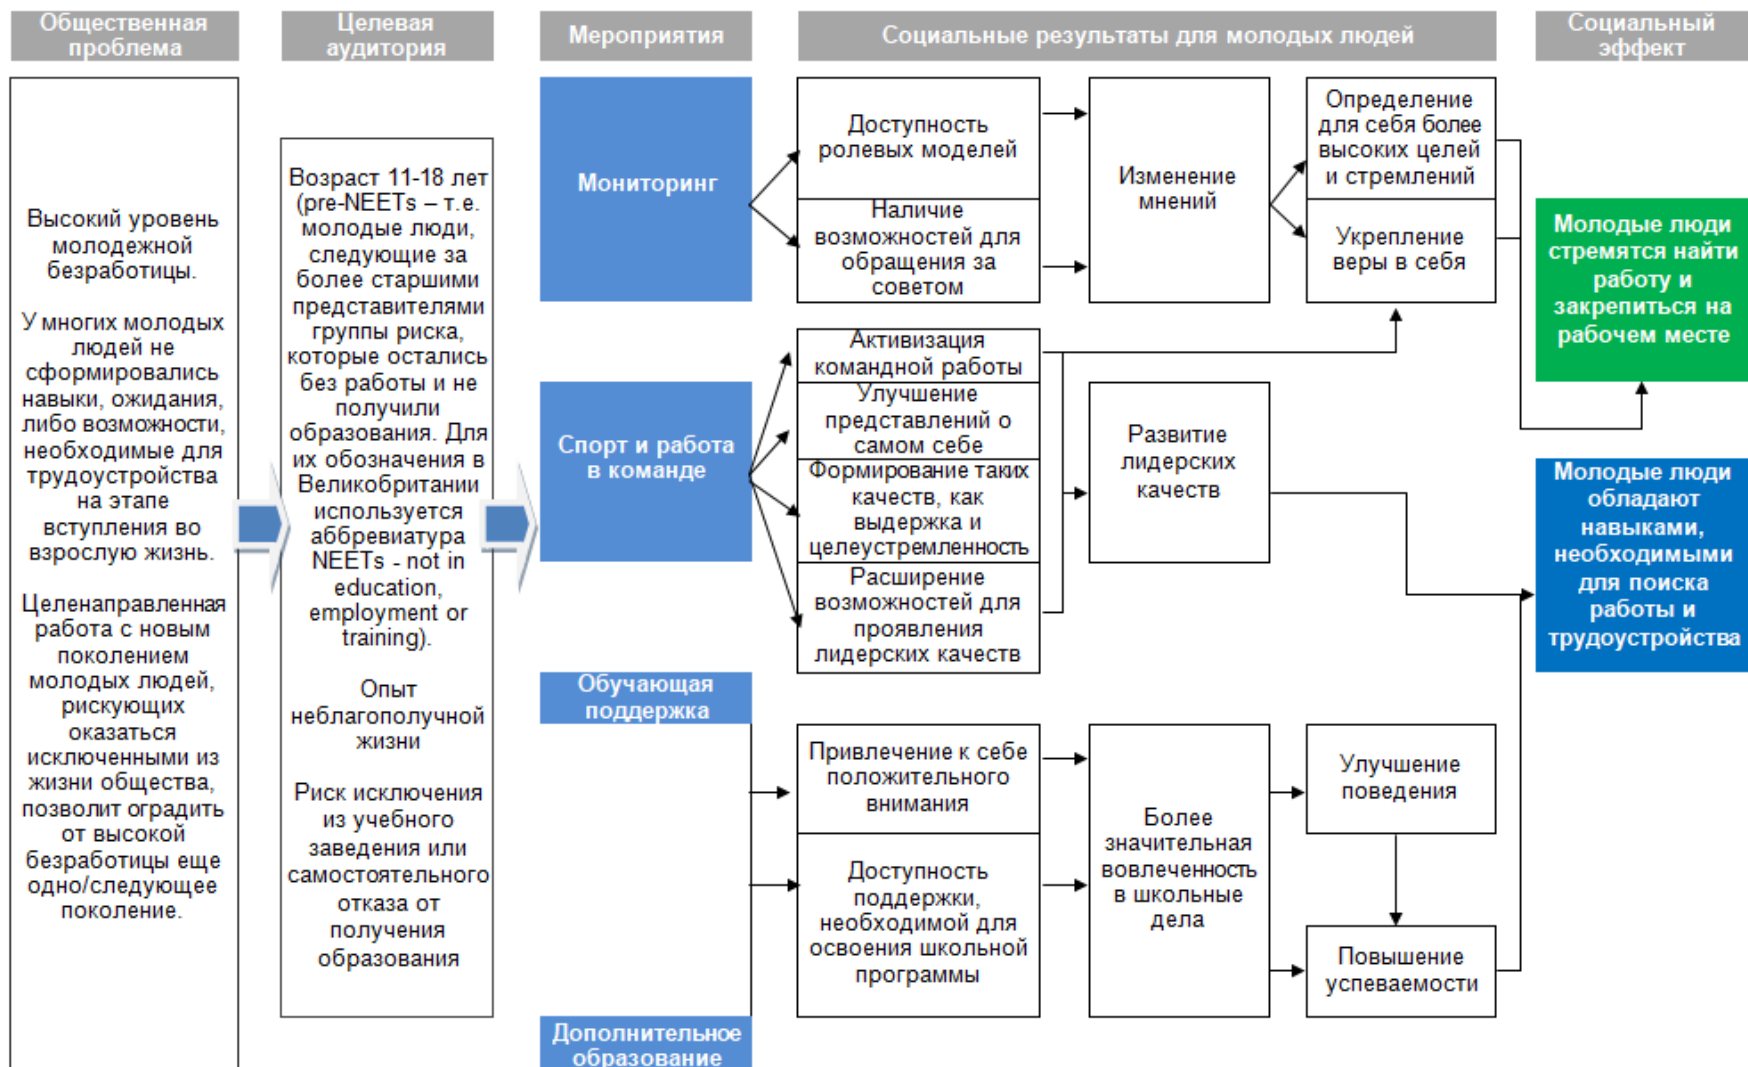 Общественная
проблема
Целевая
аудитория
Мероприятия
Социальные результаты для молодых людей
Социальный
эффект
Высокий уровень
молодежной
безработицы.
У многих молодых
людей не
сформировались
навыки, ожидания,
либо возможности,
необходимые для
трудоустройства
на этапе
вступления во
взрослую жизнь.
Целенаправленная
работа с новым
поколением
молодых людей,
рискующих
оказаться
исключенными из
жизни общества,
позволит оградить
от высокой
безработицы еще
одно/следующее
поколение.
Возраст 11-18 лет
(pre-NEETs – т.е.
молодые люди,
следующие за
более старшими
представителями
группы риска,
которые остались
без работы и не
получили
образования. Для
их обозначения в
Великобритании
используется
аббревиатура
NEETs - not in
education,
employment or
training).
Опыт
неблагополучной
жизни
Риск исключения
из учебного
заведения или
самостоятельного
отказа от
получения
образования
Мониторинг
Спорт и работа
в команде
Обучающая
поддержка
Дополнительное
образование
Доступность
ролевых моделей
Наличие
возможностей для
обращения за
советом
Активизация
командной работы
Улучшение
представлений о
самом себе
Формирование таких
качеств, как
выдержка и
целеустремленность
Расширение
возможностей для
проявления
лидерских качеств
Привлечение к себе
положительного
внимания
Доступность
поддержки,
необходимой для
освоения школьной
программы
Изменение
мнений
Развитие
лидерских
качеств
Более
значительная
вовлеченность
в школьные
дела
Определение
для себя более
высоких целей
и стремлений
Укрепление
веры в себя
Улучшение
поведения
Повышение
успеваемости
Молодые люди
стремятся найти
работу и
закрепиться на
рабочем месте
Молодые люди
обладают
навыками,
необходимыми
для поиска
работы и
трудоустройства